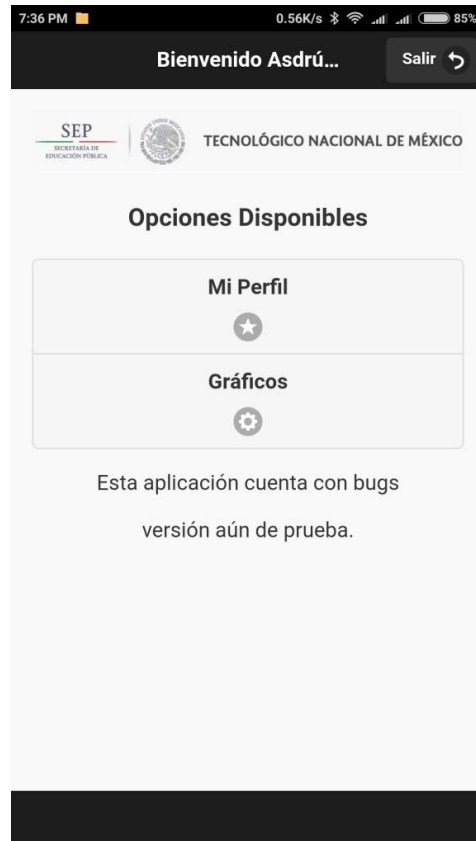 7:36 PM 0.56K/s 85%
Bienvenido Asdrú... Salir
SEP
SECRETARÍA DE
EDUCACIÓN PÚBLICA
TECNOLÓGICO NACIONAL DE MÉXICO
Opciones Disponibles
Mi Perfil
Gráficos
Esta aplicación cuenta con bugs
versión aún de prueba.